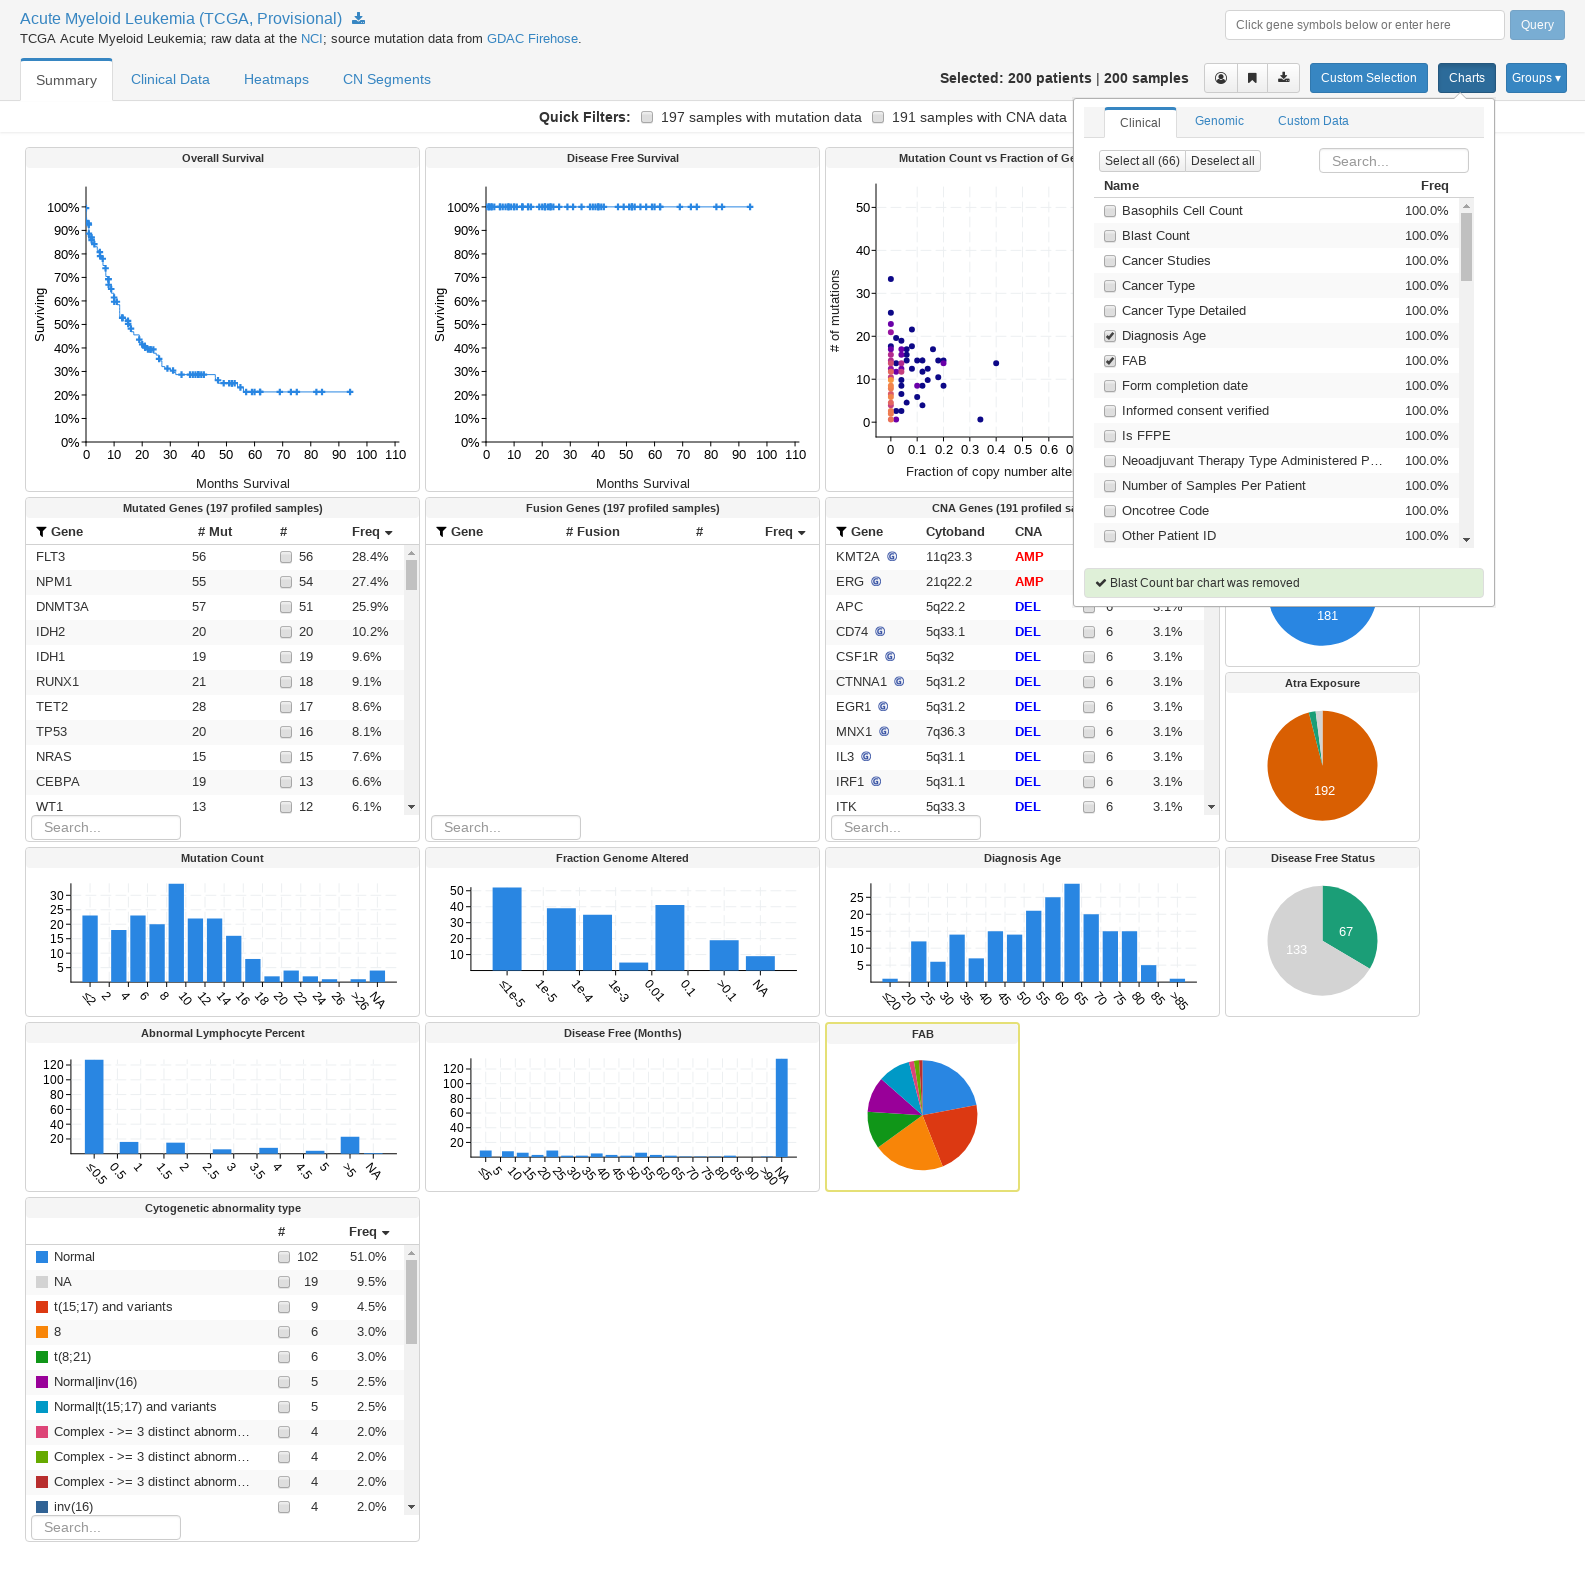 Acute Myeloid Leukemia (TCGA, Provisional)
Click gene symbols below or enter here
Query
TCGA Acute Myeloid Leukemia; raw data at the NCI; source mutation data from GDAC Firehose.
Summary Clinical Data Heatmaps CN Segments
Selected: 200 patients | 200 samples
Custom Selection Charts Groups ▾
Quick Filters: 197 samples with mutation data 191 samples with CNA data
Clinical Genomic Custom Data
Select all (66) Deselect all Search...
Name Freq
Basophils Cell Count 100.0%
Blast Count 100.0%
Cancer Studies 100.0%
Cancer Type 100.0%
Cancer Type Detailed 100.0%
Diagnosis Age 100.0%
FAB 100.0%
Form completion date 100.0%
Informed consent verified 100.0%
Is FFPE 100.0%
Neoadjuvant Therapy Type Administered P... 100.0%
Number of Samples Per Patient 100.0%
Oncotree Code 100.0%
Other Patient ID 100.0%
Blast Count bar chart was removed
Overall Survival
Surviving
100%
90%
80%
70%
60%
50%
40%
30%
20%
10%
0%
0 10 20 30 40 50 60 70 80 90 100 110
Months Survival
Disease Free Survival
Surviving
100%
90%
80%
70%
60%
50%
40%
30%
20%
10%
0%
0 10 20 30 40 50 60 70 80 90 100 110
Months Survival
Mutation Count vs Fraction of Ge
# of mutations
50
40
30
20
10
0
0 0.1 0.2 0.3 0.4 0.5 0.6
Fraction of copy number alte
Mutated Genes (197 profiled samples)
Gene # Mut # Freq
FLT3 56 56 28.4%
NPM1 55 54 27.4%
DNMT3A 57 51 25.9%
IDH2 20 20 10.2%
IDH1 19 19 9.6%
RUNX1 21 18 9.1%
TET2 28 17 8.6%
TP53 20 16 8.1%
NRAS 15 15 7.6%
CEBPA 19 13 6.6%
WT1 13 12 6.1%
Search...
Fusion Genes (197 profiled samples)
Gene # Fusion # Freq
Search...
CNA Genes (191 profiled sa
Gene Cytoband CNA
KMT2A G 11q23.3 AMP
ERG G 21q22.2 AMP
APC 5q22.2 DEL 6 3.1%
CD74 G 5q33.1 DEL 6 3.1%
CSF1R G 5q32 DEL 6 3.1%
CTNNA1 G 5q31.2 DEL 6 3.1%
EGR1 G 5q31.2 DEL 6 3.1%
MNX1 G 7q36.3 DEL 6 3.1%
IL3 G 5q31.1 DEL 6 3.1%
IRF1 G 5q31.1 DEL 6 3.1%
ITK 5q33.3 DEL 6 3.1%
Search...
181
Atra Exposure
192
Mutation Count
30
25
20
15
10
5
≤2 2 4 6 8 10 12 14 16 18 20 22 24 26 >26 NA
Fraction Genome Altered
50
40
30
20
10
≤1e-5 1e-5 1e-4 1e-3 0.01 0.1 >0.1 NA
Diagnosis Age
25
20
15
10
5
≤20 20 25 30 35 40 45 50 55 60 65 70 75 80 85 >85
Disease Free Status
67
133
Abnormal Lymphocyte Percent
120
100
80
60
40
20
≤0.5 0.5 1 1.5 2 2.5 3 3.5 4 4.5 5 >5 NA
Disease Free (Months)
120
100
80
60
40
20
≤5 5 10 15 20 25 30 35 40 45 50 55 60 65 70 75 80 85 90 >90 NA
FAB
Cytogenetic abnormality type
# Freq
Normal 102 51.0%
NA 19 9.5%
t(15;17) and variants 9 4.5%
8 6 3.0%
t(8;21) 6 3.0%
Normal|inv(16) 5 2.5%
Normal|t(15;17) and variants 5 2.5%
Complex - >= 3 distinct abnorm... 4 2.0%
Complex - >= 3 distinct abnorm... 4 2.0%
Complex - >= 3 distinct abnorm... 4 2.0%
inv(16) 4 2.0%
Search...